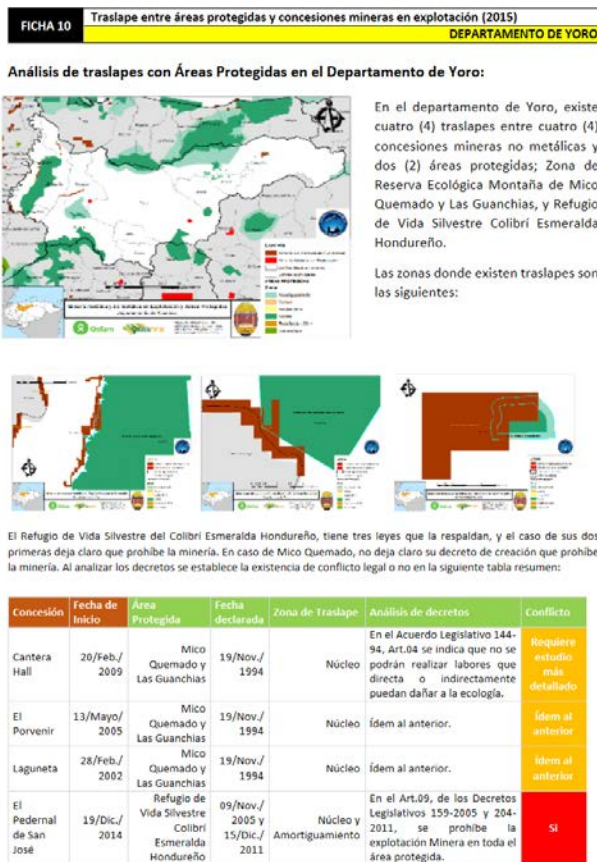 FICHA 10
Traslape entre áreas protegidas y concesiones mineras en explotación (2015)
DEPARTAMENTO DE YORO
Análisis de traslapes con Áreas Protegidas en el Departamento de Yoro:
En el departamento de Yoro, existe
cuatro (4) traslapes entre cuatro (4)
concesiones mineras no metálicas y
dos (2) áreas protegidas; Zona de
Reserva Ecológica Montaña de Mico
Quemado y Las Guanchias, y Refugio
de Vida Silvestre Colibrí Esmeralda
Hondureño.
Las zonas donde existen traslapes son
las siguientes:
Oxfam
El Refugio de Vida Silvestre del Colibrí Esmeralda Hondureño, tiene tres leyes que la respaldan, y el caso de sus dos
primeras deja claro que prohíbe la minería. En caso de Mico Quemado, no deja claro su decreto de creación que prohíbe
la minería. Al analizar los decretos se establece la existencia de conflicto legal o no en la siguiente tabla resumen:
Concesión Fecha de Inicio Área Protegida Fecha declarada Zona de Traslape Análisis de decretos Conflicto
Cantera Hall 20/Feb./ 2009 Mico Quemado y Las Guanchias 19/Nov./ 1994 Núcleo En el Acuerdo Legislativo 144-94, Art.04 se indica que no se podrán realizar labores que directa o indirectamente puedan dañar a la ecología. Requiere estudio más detallado
El Porvenir 13/Mayo/ 2005 Mico Quemado y Las Guanchias 19/Nov./ 1994 Núcleo Ídem al anterior. Ídem al anterior
Laguneta 28/Feb./ 2002 Mico Quemado y Las Guanchias 19/Nov./ 1994 Núcleo Ídem al anterior. Ídem al anterior
El Pedernal de San José 19/Dic./ 2014 Refugio de Vida Silvestre Colibrí Esmeralda Hondureño 09/Nov./ 2005 y 15/Dic./ 2011 Núcleo y Amortiguamiento En el Art.09, de los Decretos Legislativos 159-2005 y 204-2011, se prohíbe la explotación Minera en toda el área protegida. SI